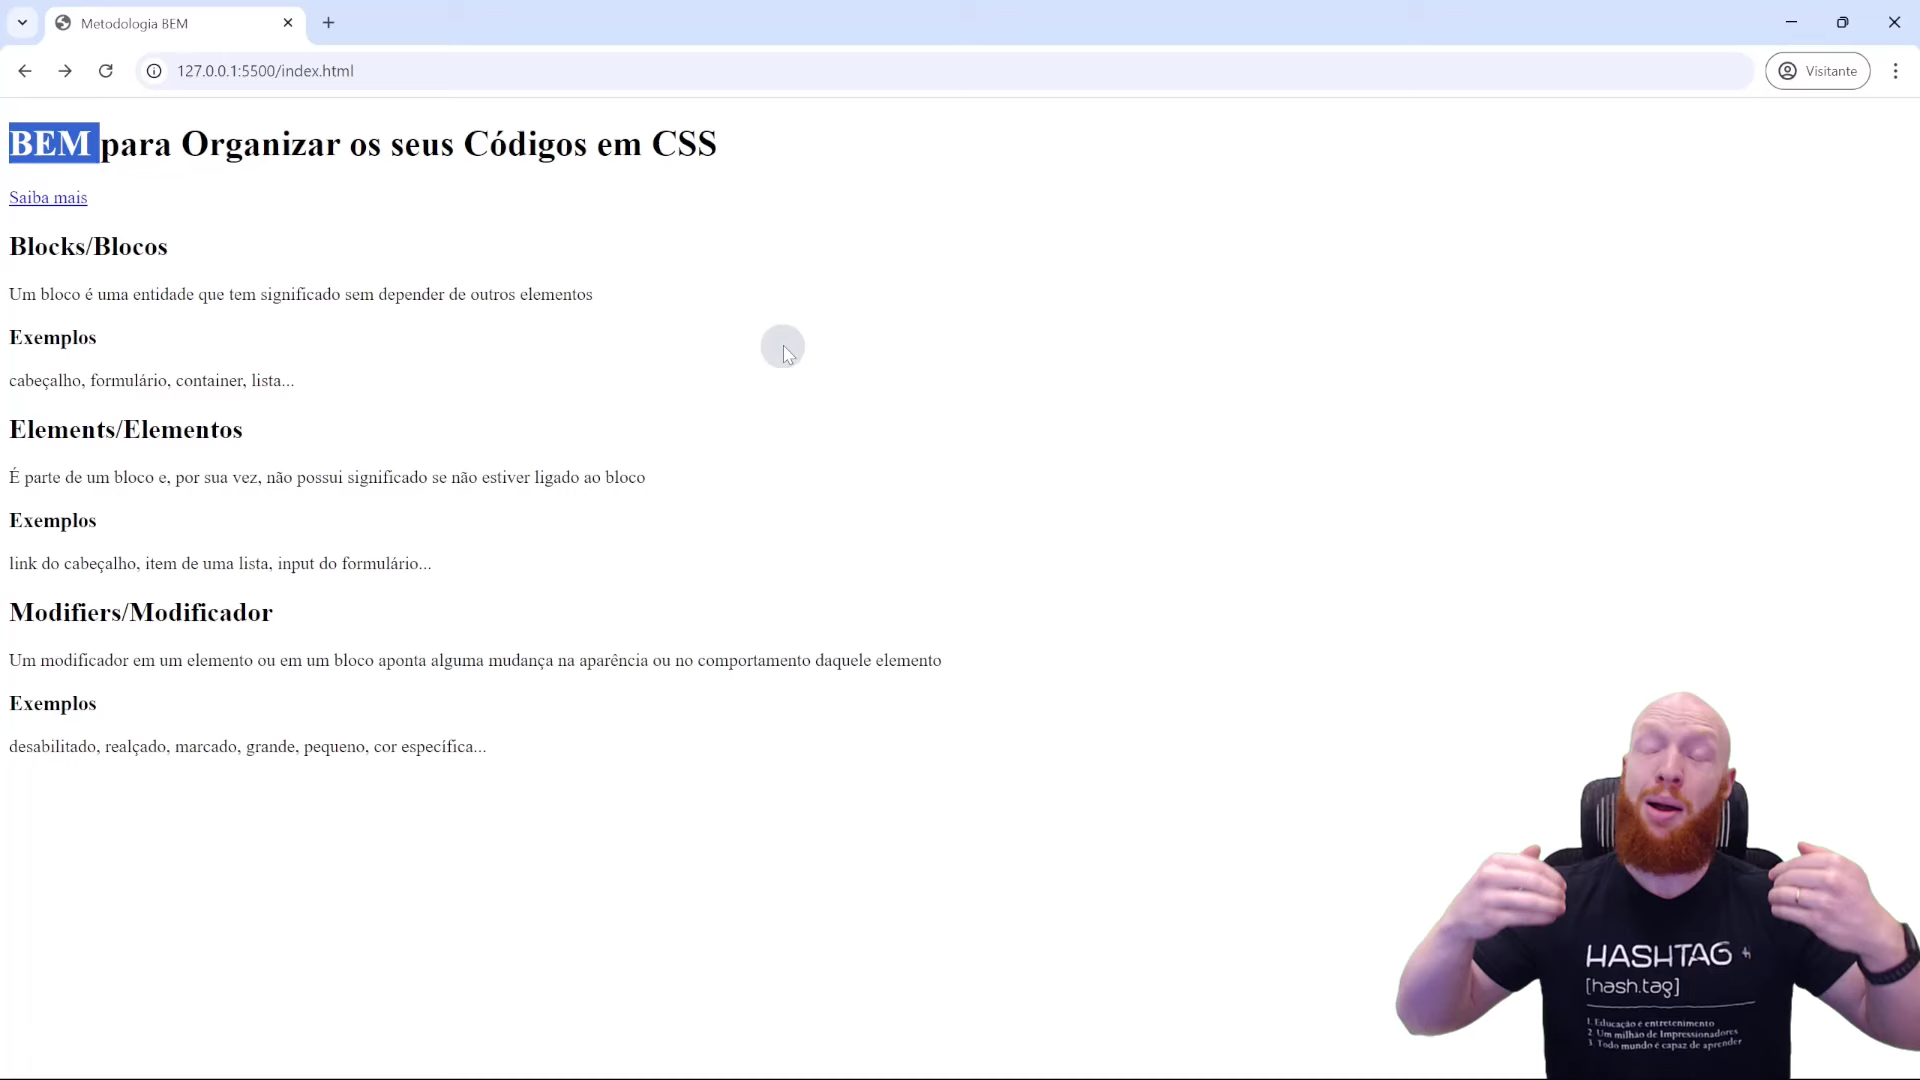 Metodologia BEM
127.0.0.1:5500/index.html
Visitante
BEM para Organizar os seus Códigos em CSS
Saiba mais
Blocks/Blocos
Um bloco é uma entidade que tem significado sem depender de outros elementos
Exemplos
cabeçalho, formulário, container, lista...
Elements/Elementos
É parte de um bloco e, por sua vez, não possui significado se não estiver ligado ao bloco
Exemplos
link do cabeçalho, item de uma lista, input do formulário...
Modifiers/Modificador
Um modificador em um elemento ou em um bloco aponta alguma mudança na aparência ou no comportamento daquele elemento
Exemplos
desabilitado, realçado, marcado, grande, pequeno, cor específica...
HASHTAG
[hash.tag]
1. Educação e entretenimento
2. Um milhão de Impressionadores
3. Todo mundo é capaz de aprender